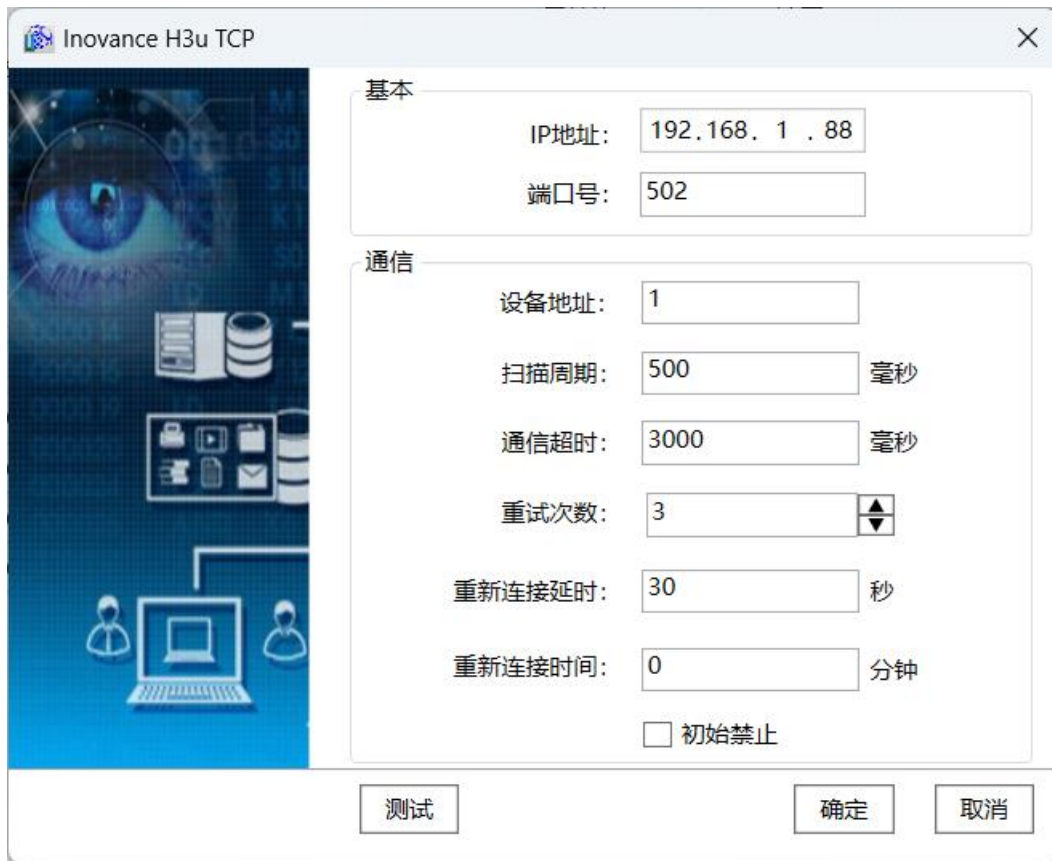 Inovance H3u TCP
基本
IP地址： 192.168. 1 . 88
端口号： 502
通信
设备地址： 1
扫描周期： 500 毫秒
通信超时： 3000 毫秒
重试次数： 3
重新连接延时： 30 秒
重新连接时间： 0 分钟
初始禁止
测试 确定 取消